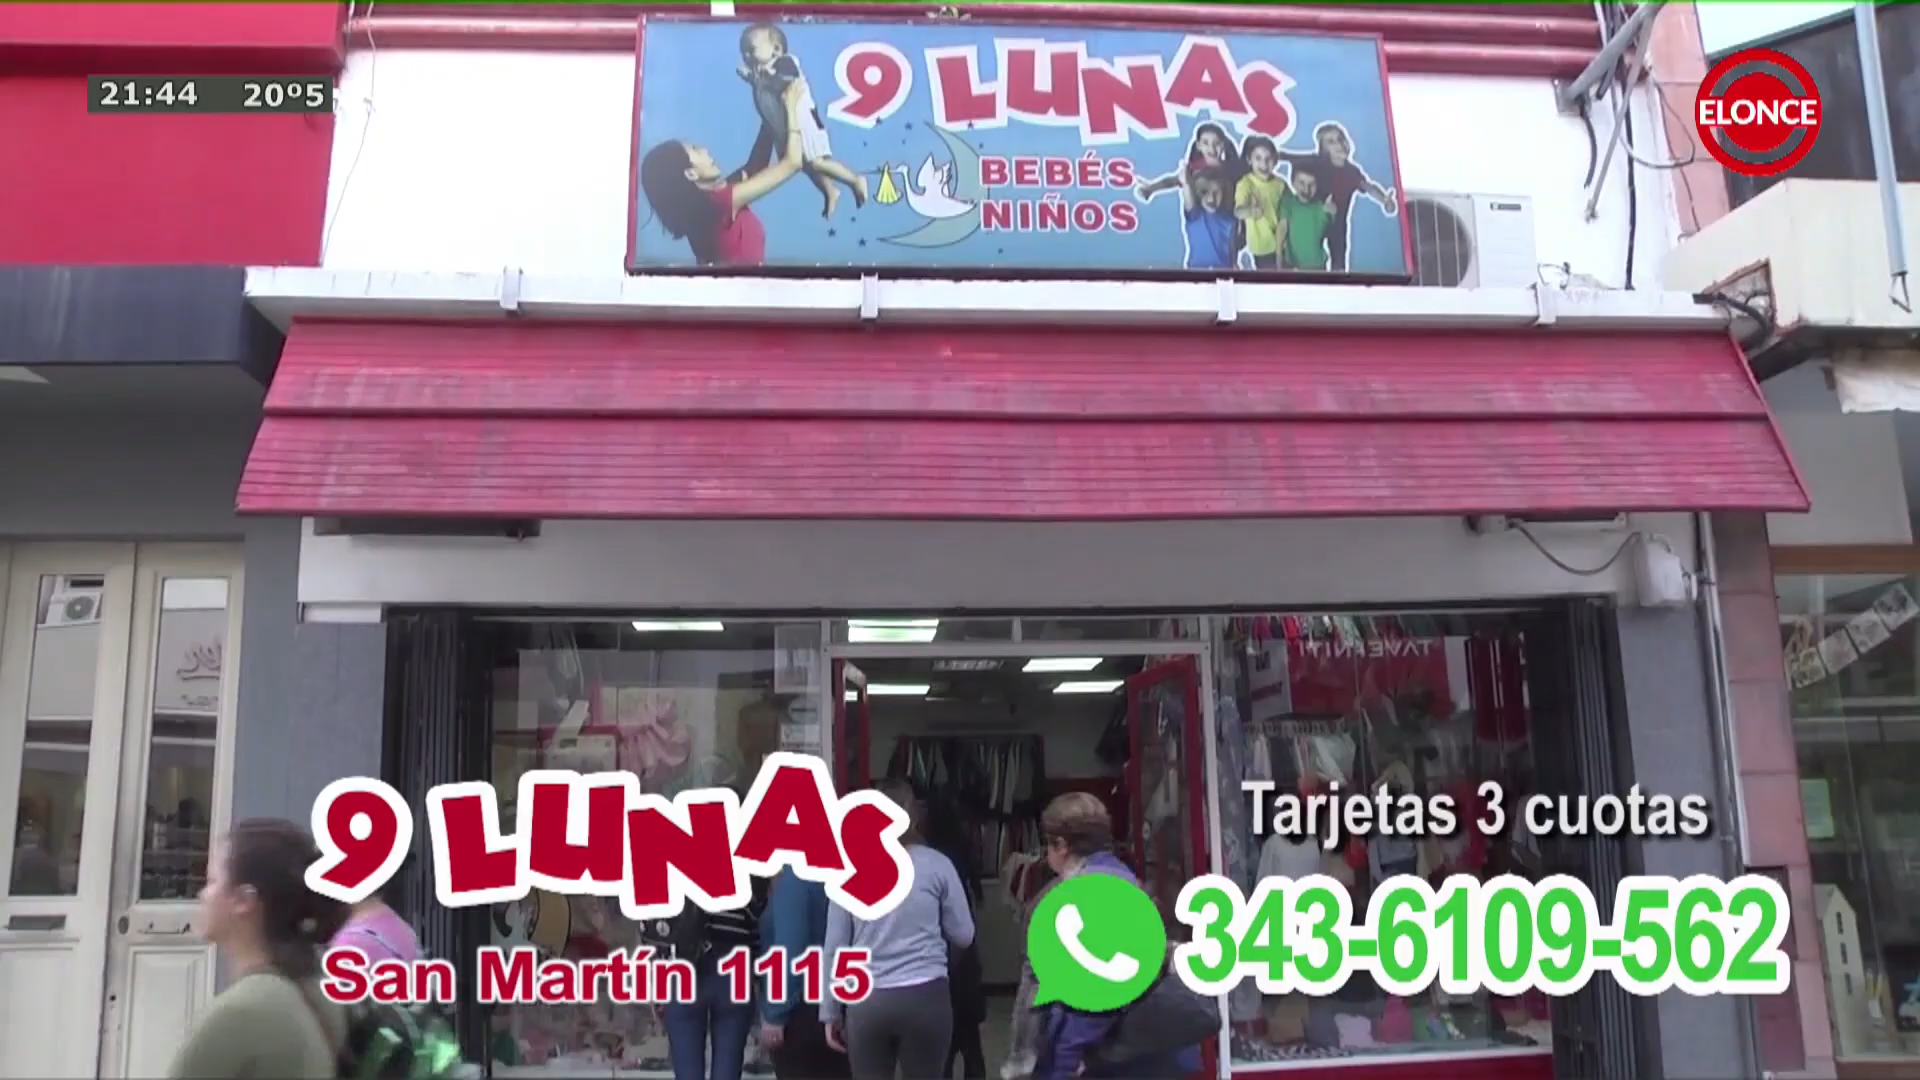 21:44 20º5
ELONCE
9 LUNAS
BEBÉS
NIÑOS
TAVERNITI
9 LUNAS
San Martín 1115
Tarjetas 3 cuotas
343-6109-562